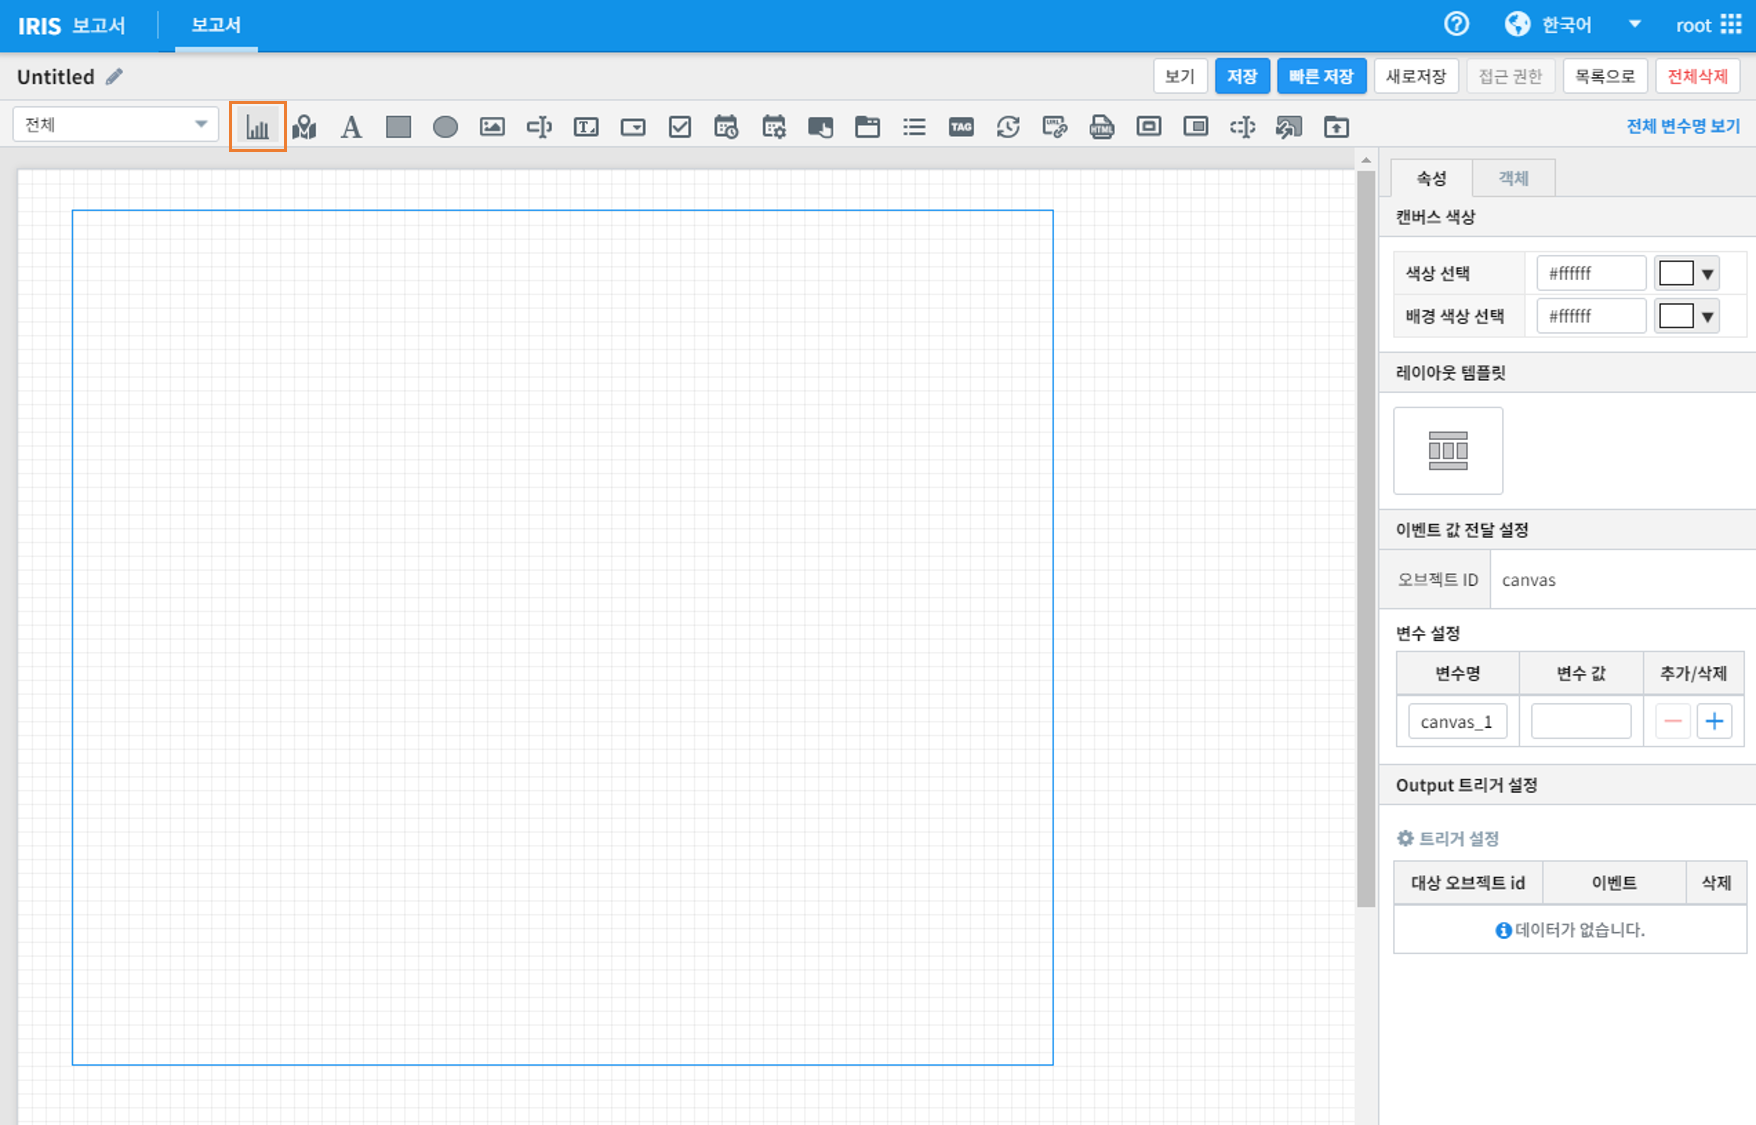 IRIS 보고서
보고서
한국어
root
Untitled
보기
저장
빠른 저장
새로저장
접근 권한
목록으로
전체삭제
전체
A
T
TAG
URL
HTML
전체 변수명 보기
속성
객체
캔버스 색상
색상 선택
#ffffff
배경 색상 선택
#ffffff
레이아웃 템플릿
이벤트 값 전달 설정
오브젝트 ID
canvas
변수 설정
변수명
변수 값
추가/삭제
canvas_1
Output 트리거 설정
트리거 설정
대상 오브젝트 id
이벤트
삭제
데이터가 없습니다.